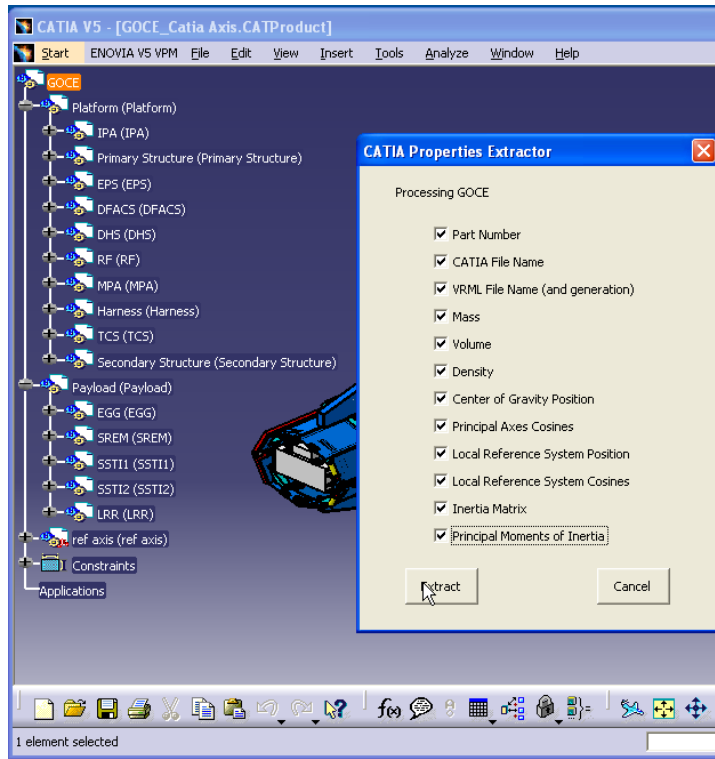 CATIA V5 - [GOCE_Catia Axis.CATProduct]
Start ENOVIA V5 VPM File Edit View Insert Tools Analyze Window Help
GOCE
Platform (Platform)
IPA (IPA)
Primary Structure (Primary Structure)
EPS (EPS)
DFACS (DFACS)
DHS (DHS)
RF (RF)
MPA (MPA)
Harness (Harness)
TCS (TCS)
Secondary Structure (Secondary Structure)
Payload (Payload)
EGG (EGG)
SREM (SREM)
SSTI1 (SSTI1)
SSTI2 (SSTI2)
LRR (LRR)
ref axis (ref axis)
Constraints
Applications
CATIA Properties Extractor
Processing GOCE
Part Number
CATIA File Name
VRML File Name (and generation)
Mass
Volume
Density
Center of Gravity Position
Principal Axes Cosines
Local Reference System Position
Local Reference System Cosines
Inertia Matrix
Principal Moments of Inertia
Extract Cancel
f(x)
1 element selected